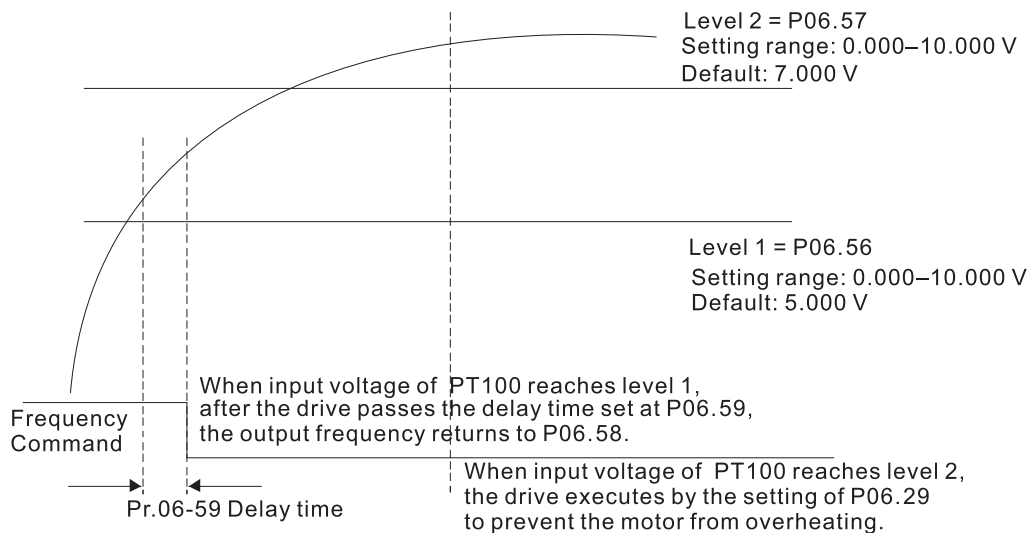 Level 2 = P06.57
Setting range: 0.000–10.000 V
Default: 7.000 V
Level 1 = P06.56
Setting range: 0.000–10.000 V
Default: 5.000 V
When input voltage of PT100 reaches level 1,
after the drive passes the delay time set at P06.59,
the output frequency returns to P06.58.
Frequency
Command
When input voltage of PT100 reaches level 2,
the drive executes by the setting of P06.29
to prevent the motor from overheating.
Pr.06-59 Delay time